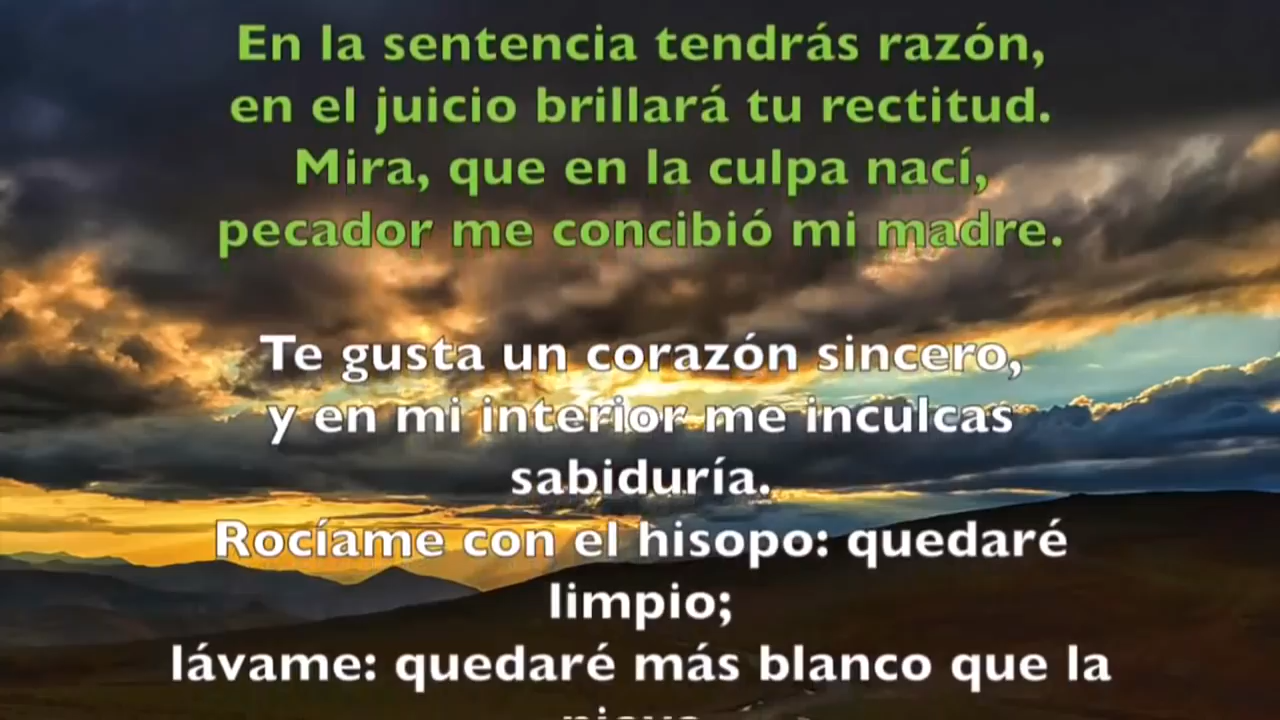 En la sentencia tendrás razón,
en el juicio brillará tu rectitud.
Mira, que en la culpa nací,
pecador me concibió mi madre.
Te gusta un corazón sincero,
y en mi interior me inculcas
sabiduría.
Rocíame con el hisopo: quedaré
limpio;
lávame: quedaré más blanco que la